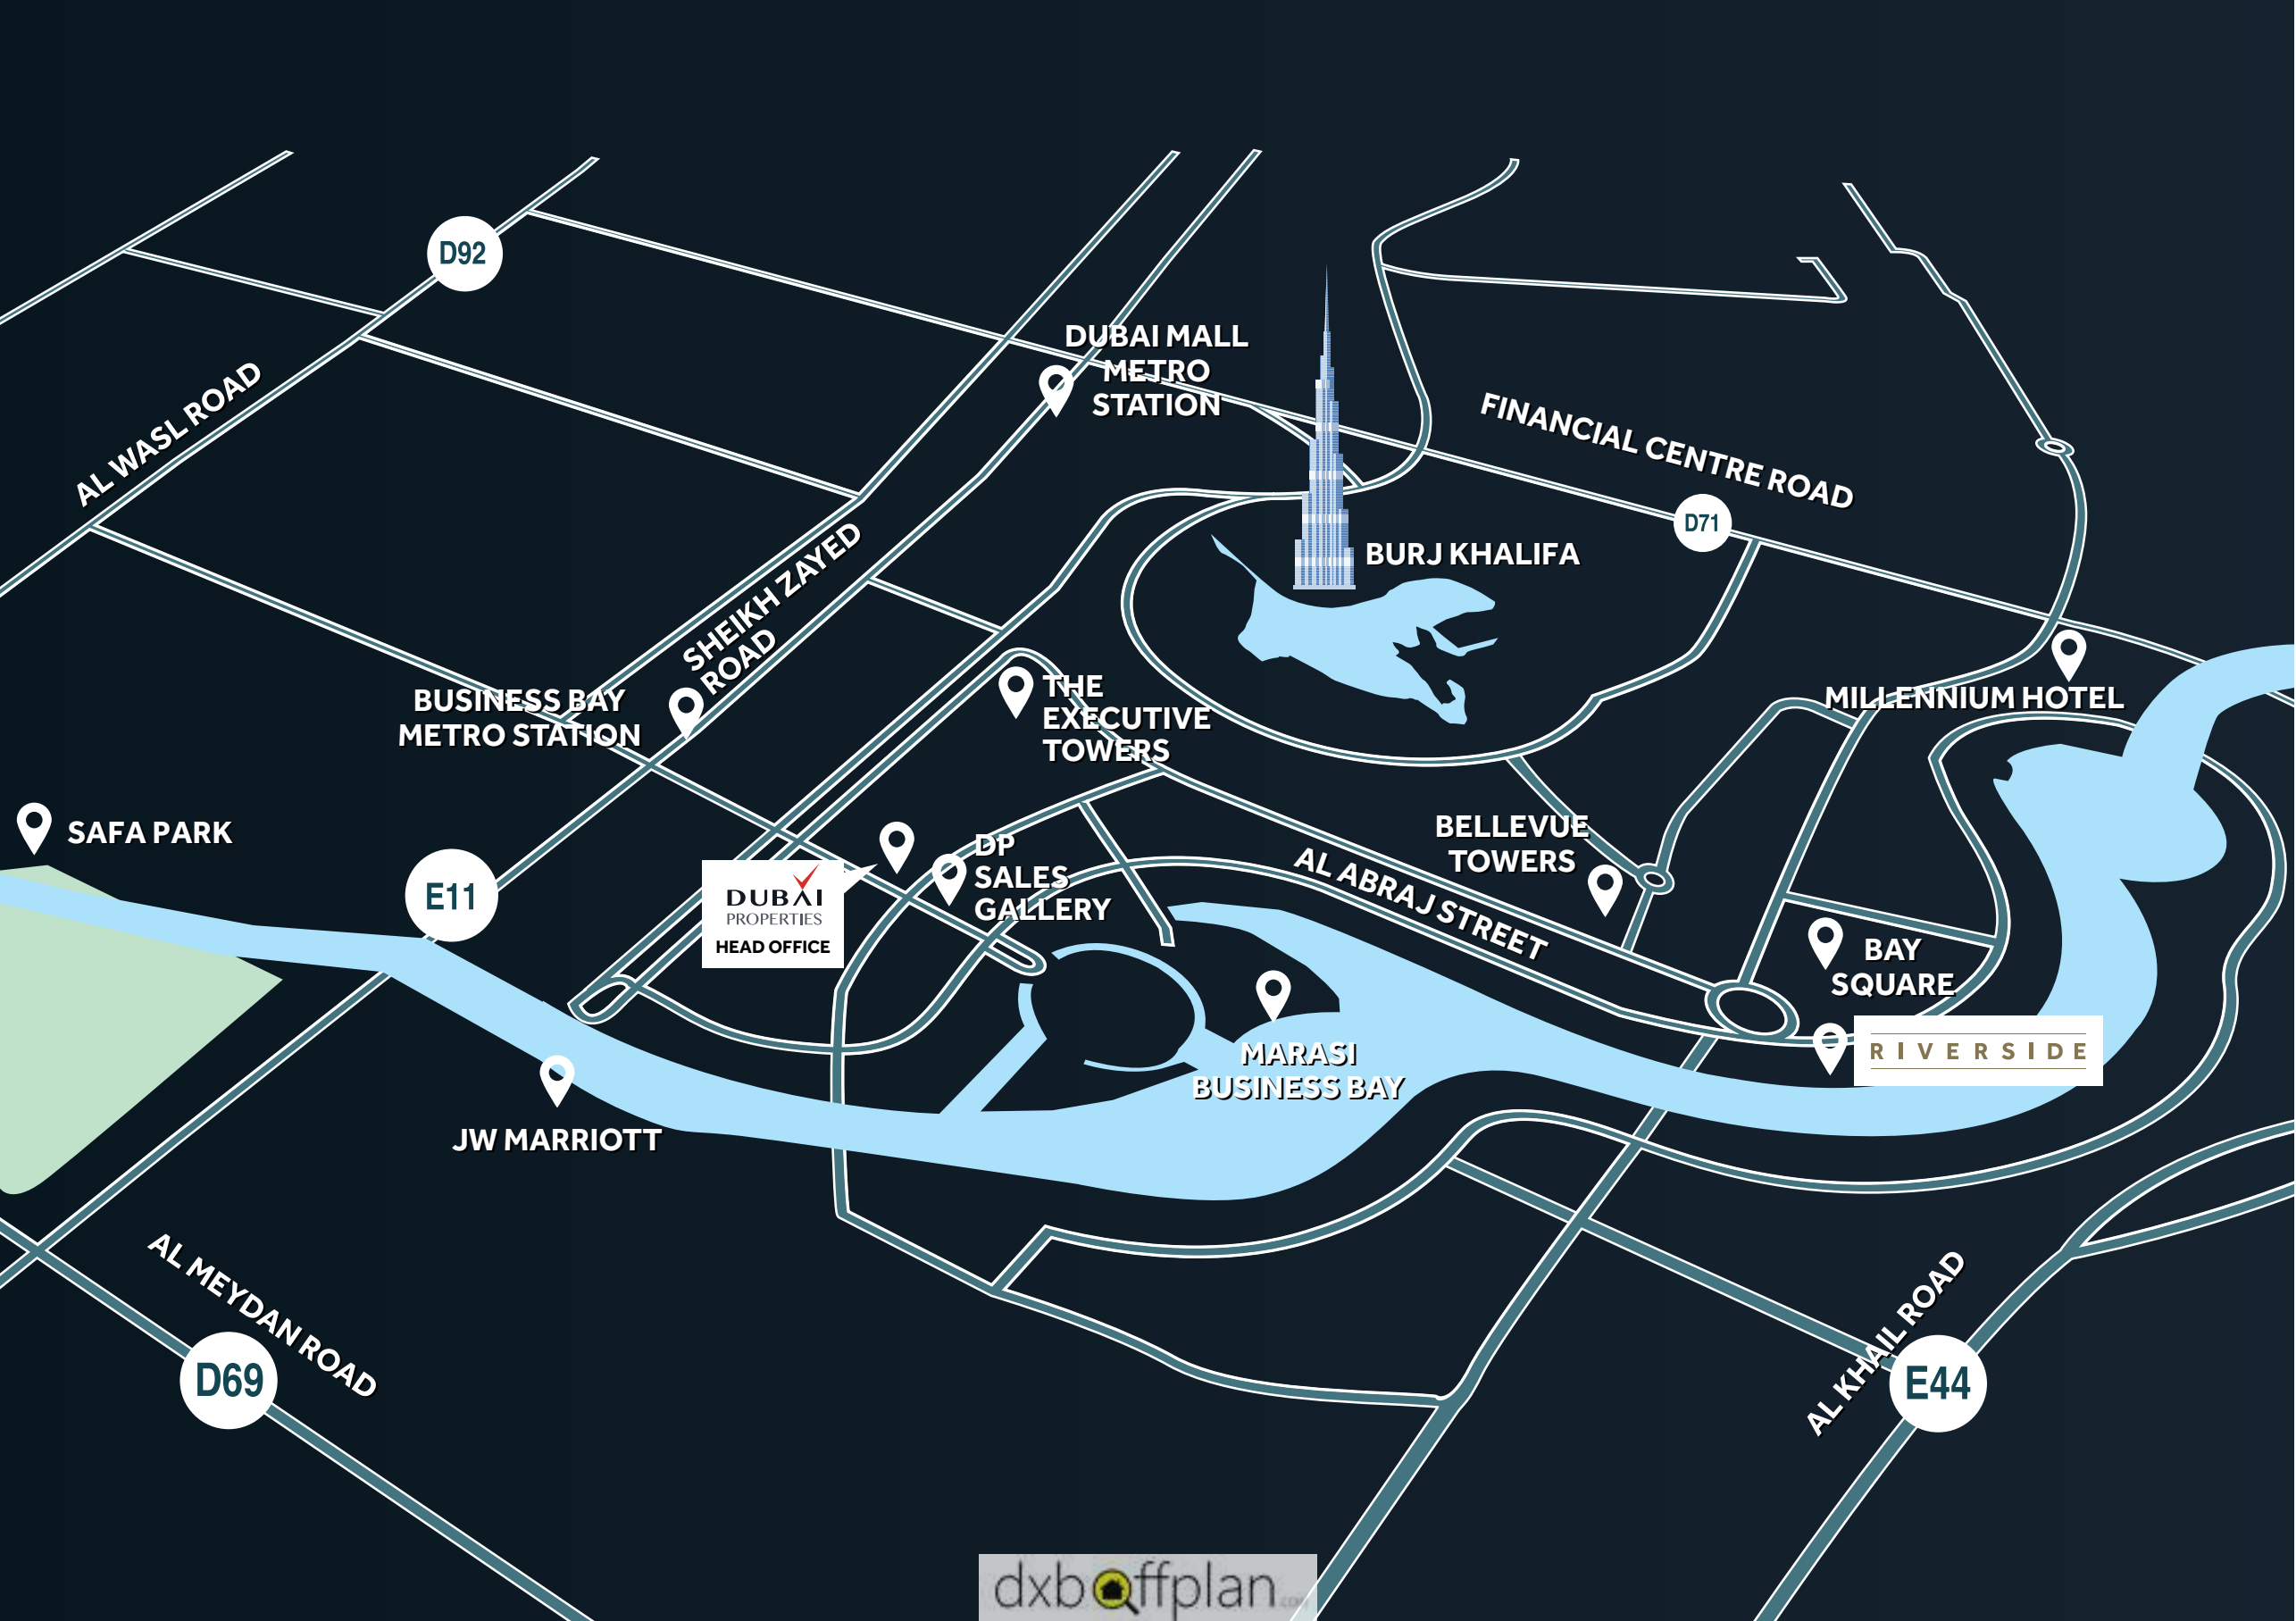 D92
DUBAI MALL
METRO
STATION
AL WASL ROAD
FINANCIAL CENTRE ROAD
D71
BURJ KHALIFA
SHEIKH ZAYED
ROAD
BUSINESS BAY
METRO STATION
THE
EXECUTIVE
TOWERS
MILLENNIUM HOTEL
SAFA PARK
E11
DUBAI
PROPERTIES
HEAD OFFICE
DP
SALES
GALLERY
BELLEVUE
TOWERS
AL ABRAJ STREET
BAY
SQUARE
RIVERSIDE
MARASI
BUSINESS BAY
JW MARRIOTT
AL MEYDAN ROAD
D69
AL KHAIL ROAD
E44
dxboffplan.com